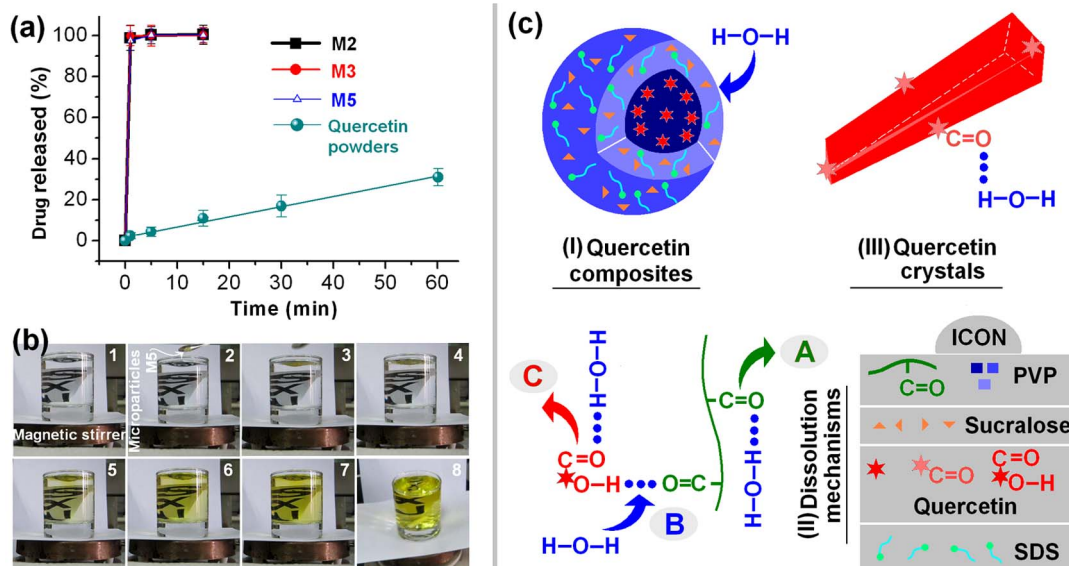 (a)
100
80
60
40
20
0
Drug released (%)
M2
M3
M5
Quercetin
powders
0 10 20 30 40 50 60
Time (min)
(b)
1
2
3
4
Magnetic stirrer
Microparticles
M5
5
6
7
8
(c)
H-O-H
C=O
H-O-H
(I) Quercetin
composites
(III) Quercetin
crystals
A
C
H-O-H
C=O
C=O
O-H
O=C
H-O-H
B
H-O-H
(II) Dissolution
mechanisms
ICON
C=O
PVP
Sucralose
C=O
C=O
O-H
Quercetin
SDS